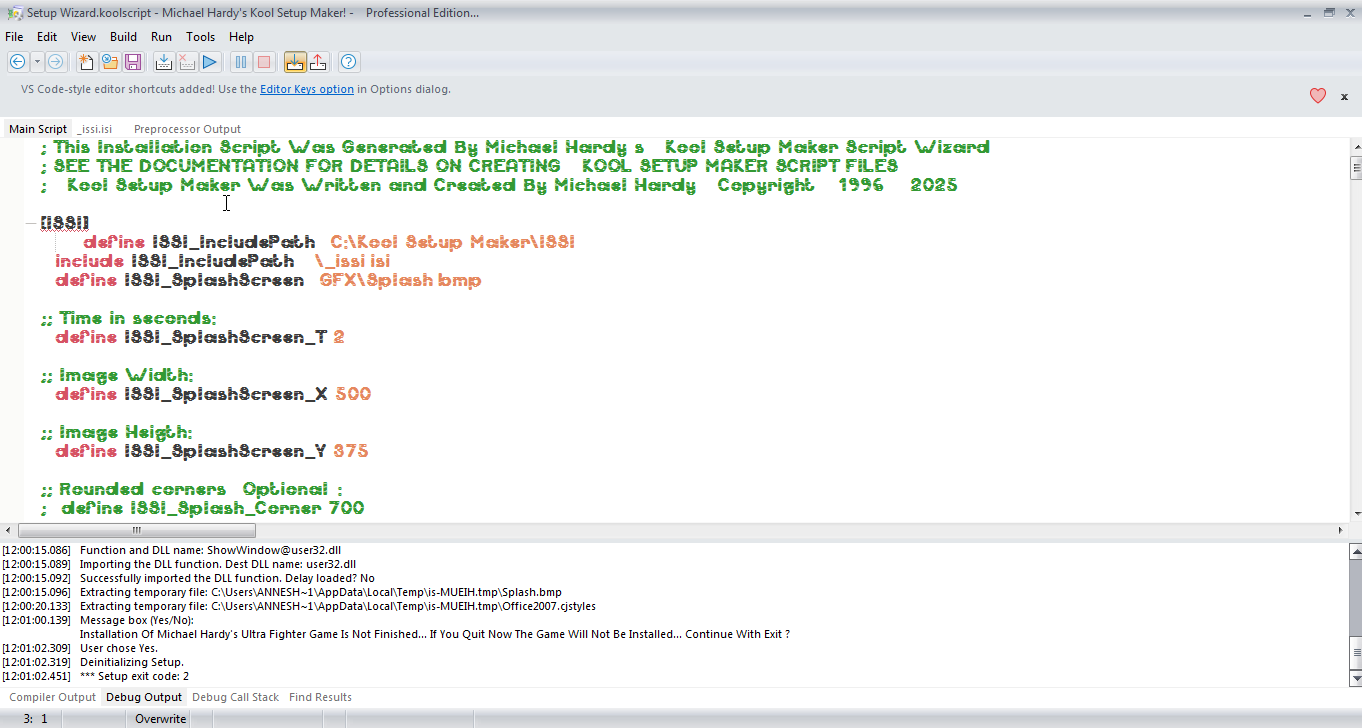 Setup Wizard.koolscript - Michael Hardy's Kool Setup Maker! - Professional Edition...
File Edit View Build Run Tools Help
VS Code-style editor shortcuts added! Use the Editor Keys option in Options dialog.
x
Main Script _issi.isi Preprocessor Output
; This Installation Script Was Generated By Michael Hardy s Kool Setup Maker Script Wizard
; SEE THE DOCUMENTATION FOR DETAILS ON CREATING KOOL SETUP MAKER SCRIPT FILES
; Kool Setup Maker Was Written and Created By Michael Hardy Copyright 1996 2025
[ISSI]
define ISSI_IncludePath C:\Kool Setup Maker\ISSI
include ISSI_IncludePath \_issi isi
define ISSI_SplashScreen GFX\Splash bmp
;; Time in seconds:
define ISSI_SplashScreen_T 2
;; Image Width:
define ISSI_SplashScreen_X 500
;; Image Heigth:
define ISSI_SplashScreen_Y 375
;; Rounded corners Optional :
; define ISSI_Splash_Corner 700
[12:00:15.086] Function and DLL name: ShowWindow@user32.dll
[12:00:15.089] Importing the DLL function. Dest DLL name: user32.dll
[12:00:15.092] Successfully imported the DLL function. Delay loaded? No
[12:00:15.096] Extracting temporary file: C:\Users\ANNESH~1\AppData\Local\Temp\is-MUEIH.tmp\Splash.bmp
[12:00:20.133] Extracting temporary file: C:\Users\ANNESH~1\AppData\Local\Temp\is-MUEIH.tmp\Office2007.cjstyles
[12:01:00.139] Message box (Yes/No):
Installation Of Michael Hardy's Ultra Fighter Game Is Not Finished... If You Quit Now The Game Will Not Be Installed... Continue With Exit ?
[12:01:02.309] User chose Yes.
[12:01:02.319] Deinitializing Setup.
[12:01:02.451] *** Setup exit code: 2
Compiler Output Debug Output Debug Call Stack Find Results
3: 1 Overwrite